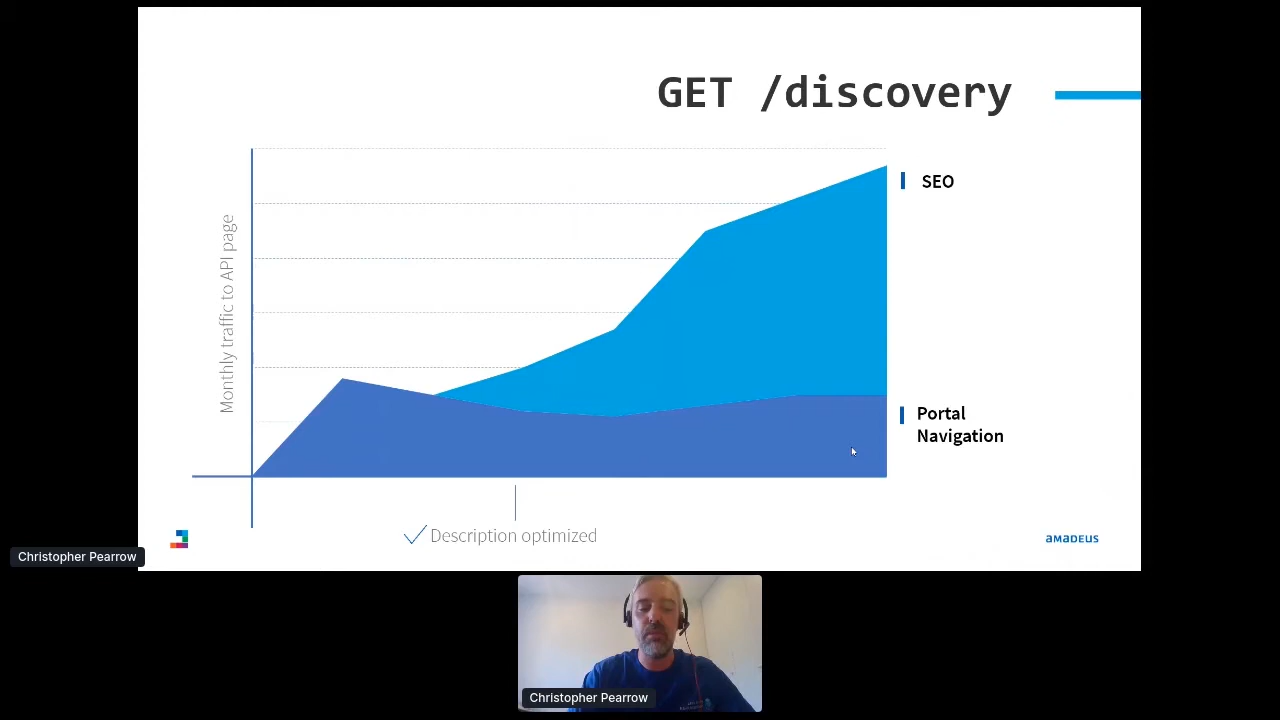 GET /discovery
Monthly traffic to API page
SEO
Portal
Navigation
Description optimized
amadeus
Christopher Pearrow
Christopher Pearrow